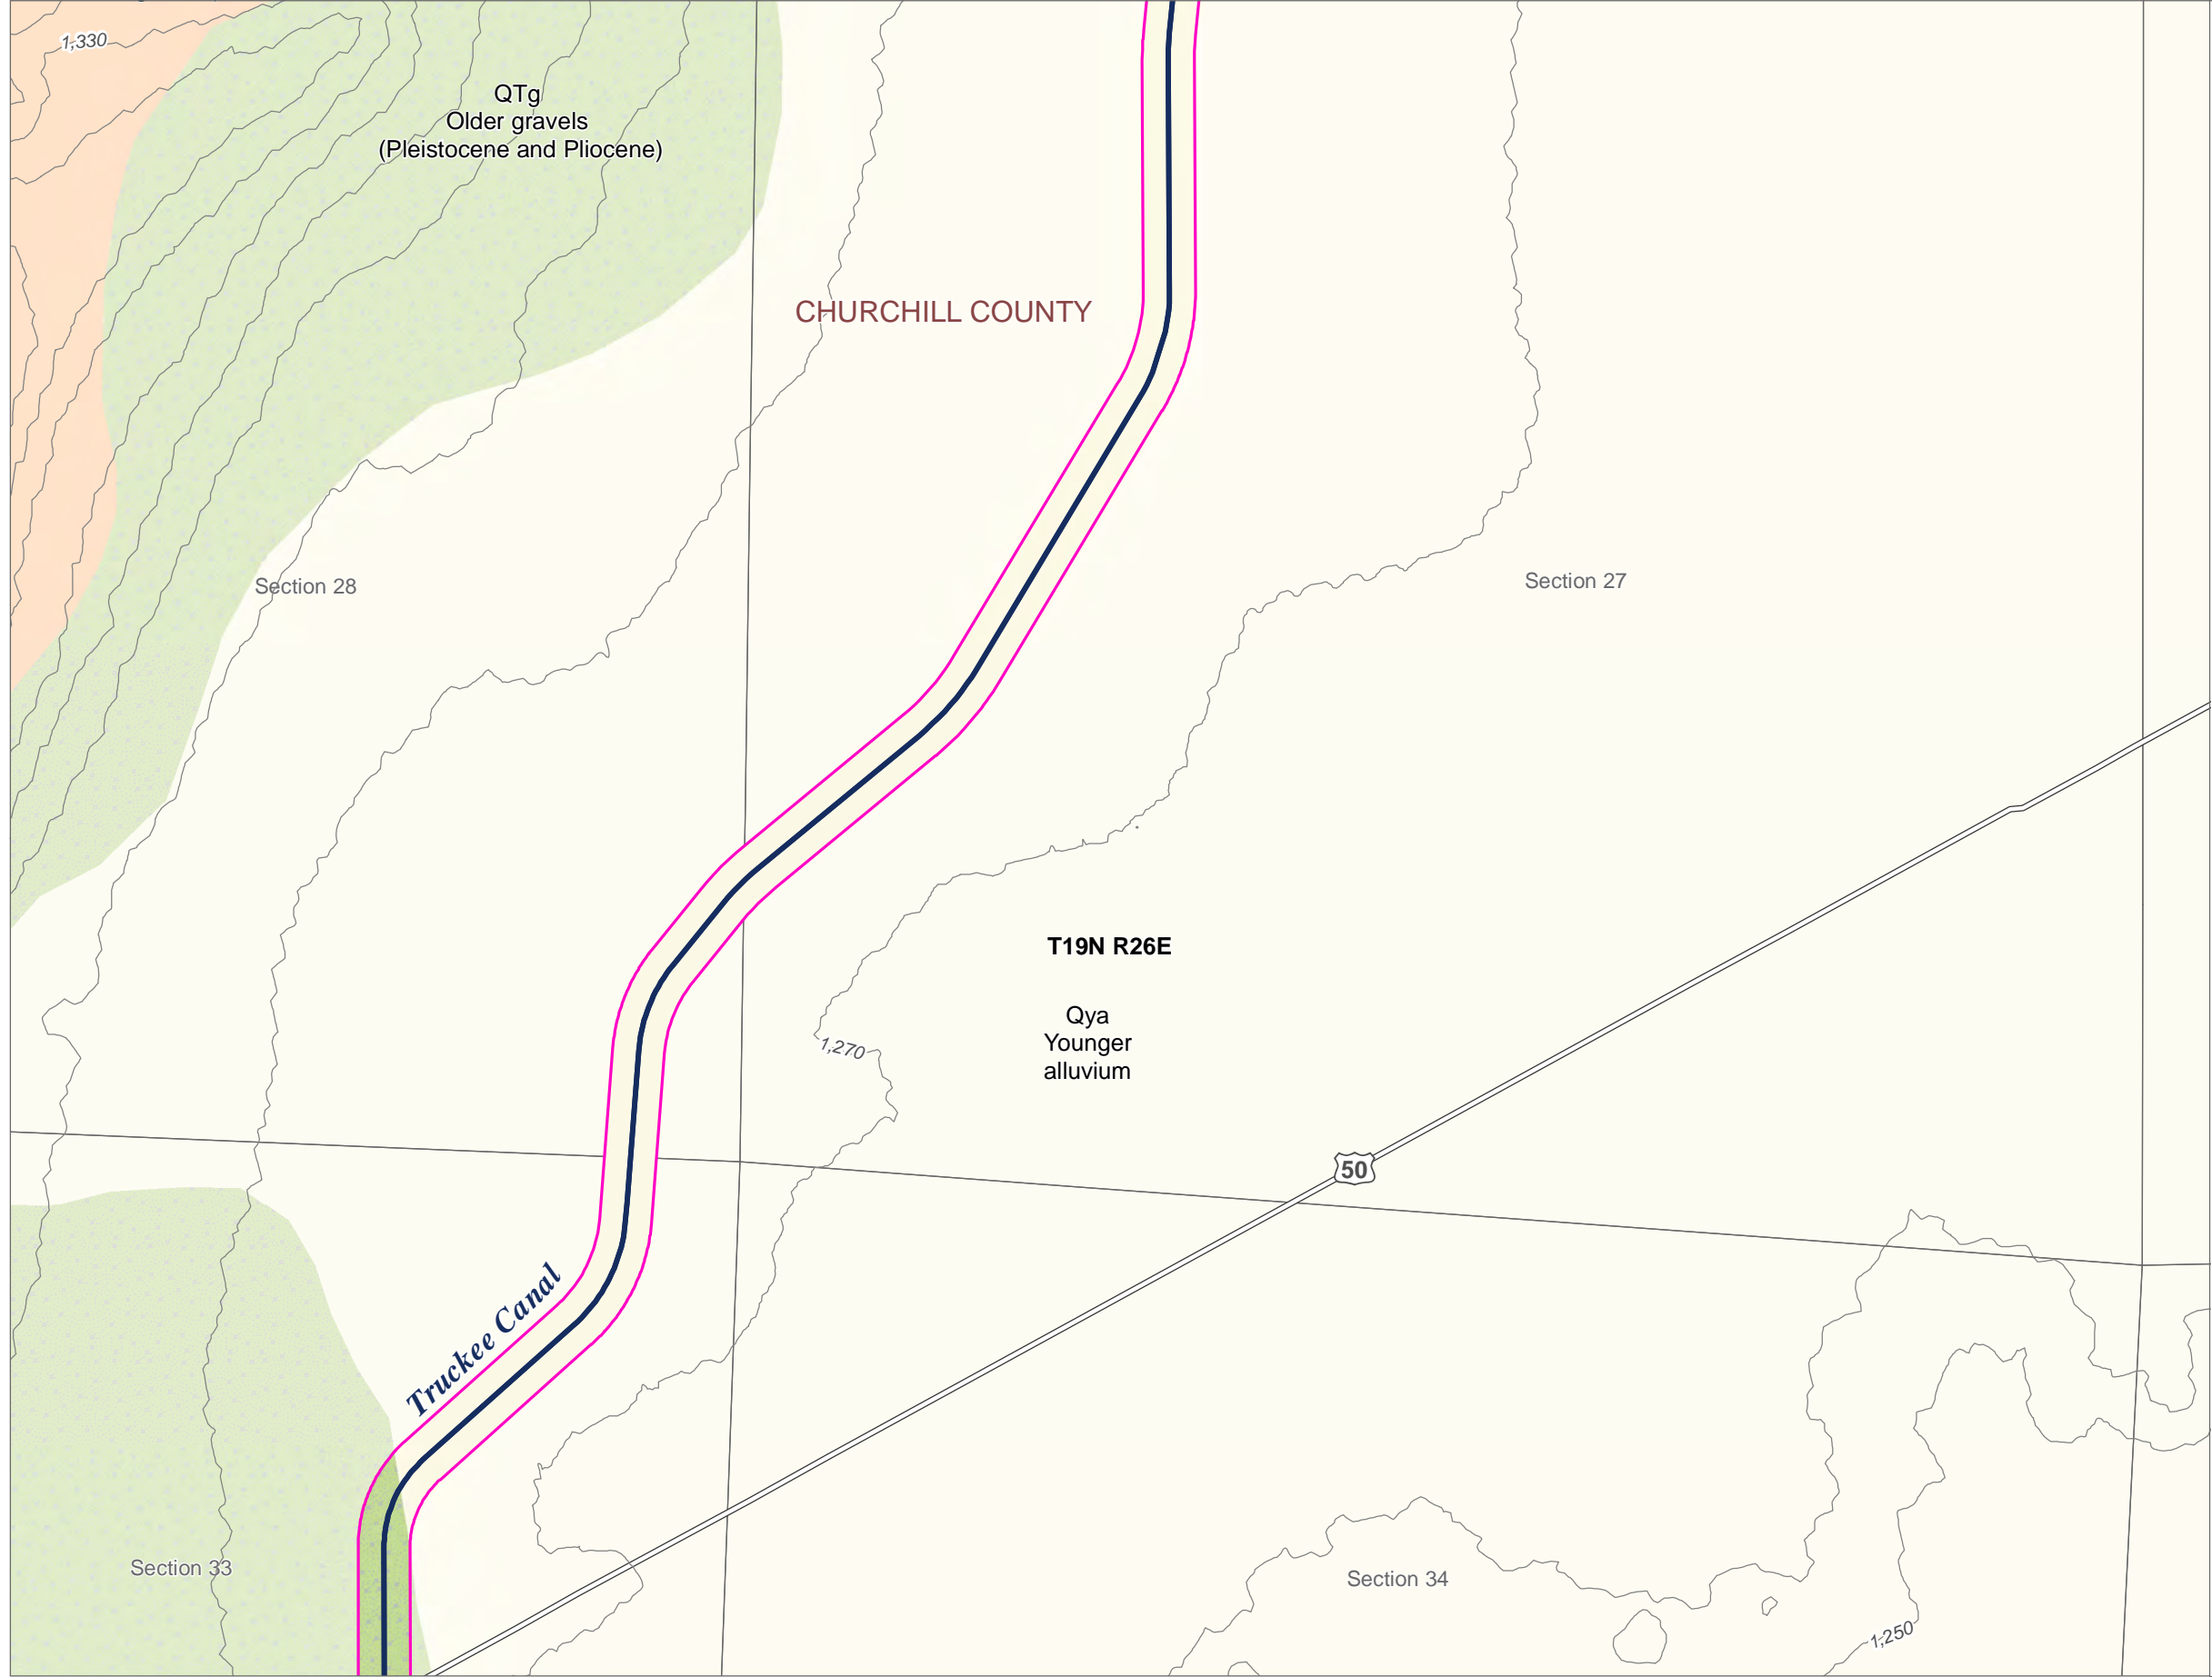 1,330
QTg
Older gravels
(Pleistocene and Pliocene)
CHURCHILL COUNTY
Section 28
Section 27
T19N R26E
Qya
Younger
alluvium
1,270
50
Truckee Canal
Section 33
Section 34
1,250